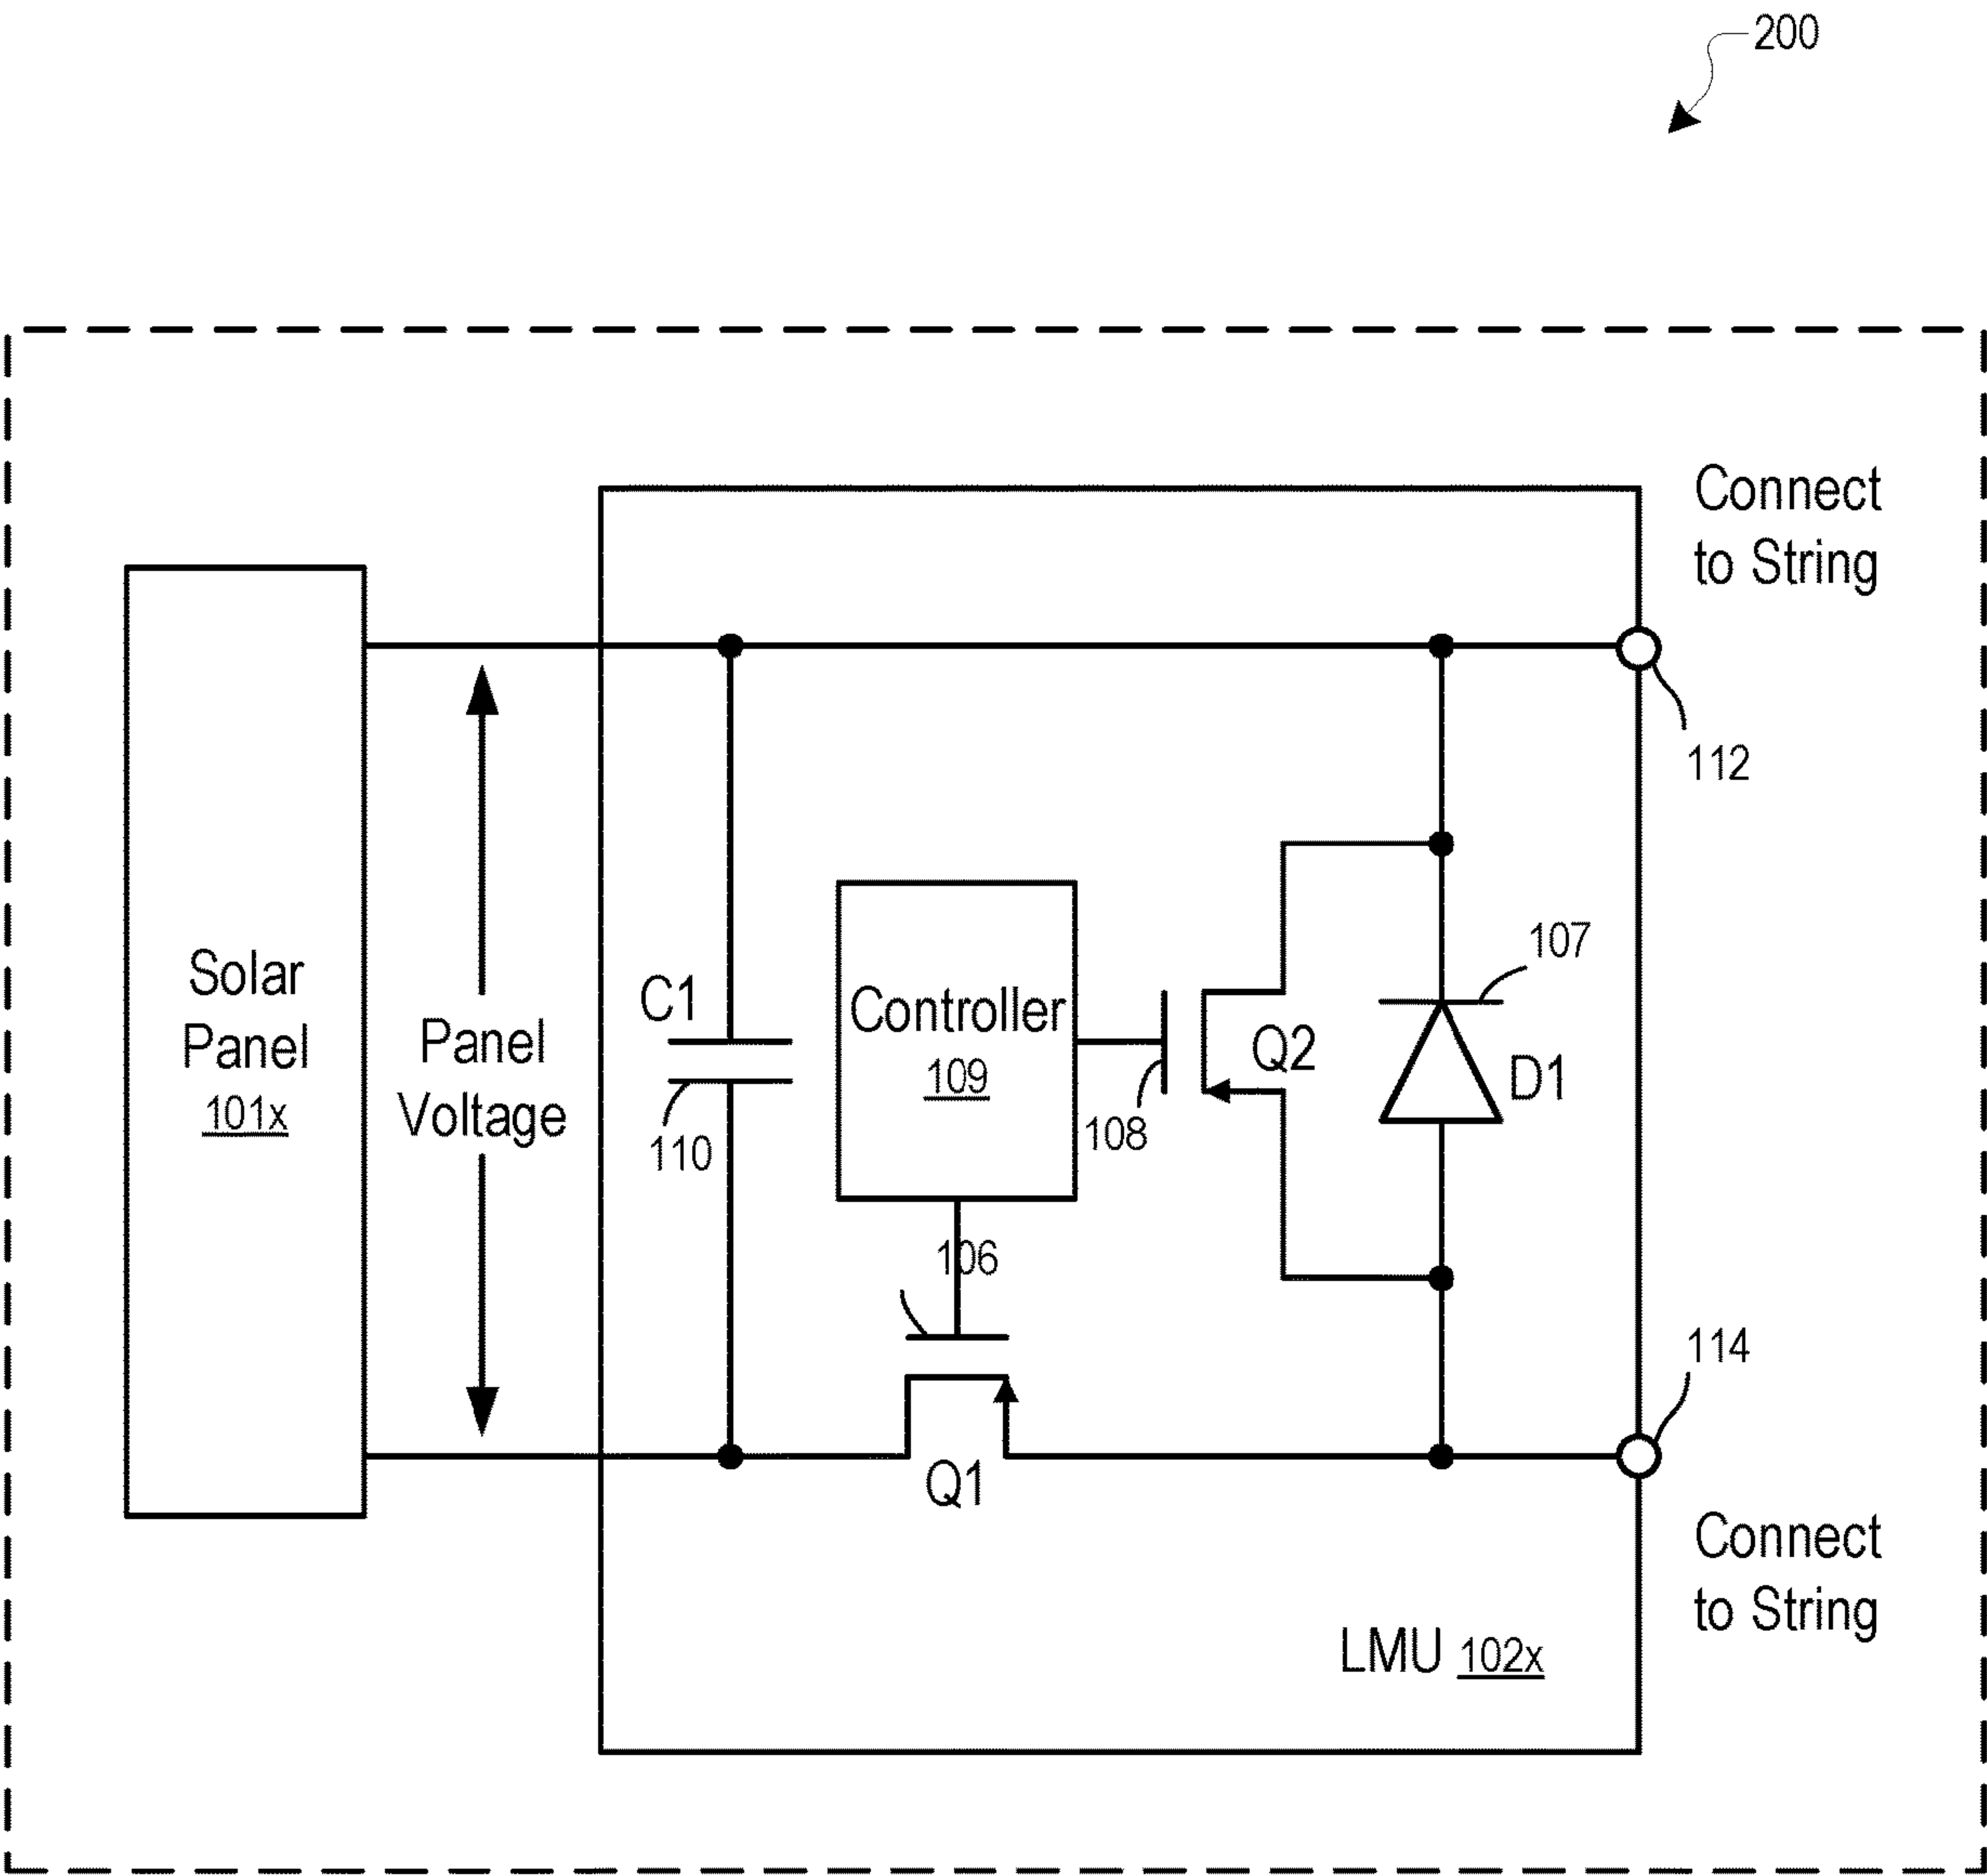 200
Connect
to String
112
107
Solar
Panel
101x
Panel
Voltage
C1
110
Controller
109
108
Q2
D1
106
114
Q1
Connect
to String
LMU 102x